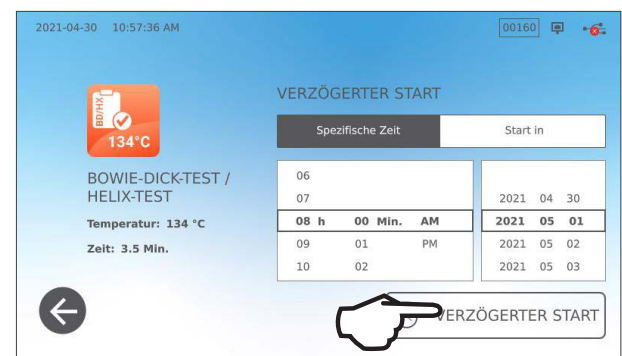 2021-04-30 10:57:36 AM
00160
VERZÖGERTER START
Spezifische Zeit
Start in
BD/HX
134°C
BOWIE-DICK-TEST /
HELIX-TEST
Temperatur: 134 °C
Zeit: 3.5 Min.
06
07 2021 04 30
08 h 00 Min. AM 2021 05 01
09 01 PM 2021 05 02
10 02 2021 05 03
VERZÖGERTER START